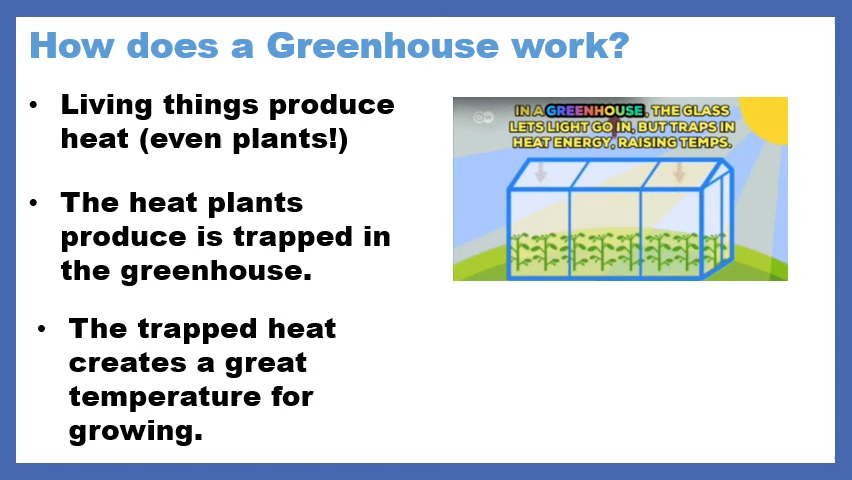 How does a Greenhouse work?
• Living things produce
heat (even plants!)
• The heat plants
produce is trapped in
the greenhouse.
• The trapped heat
creates a great
temperature for
growing.
DW
IN A GREENHOUSE, THE GLASS
LETS LIGHT GO IN, BUT TRAPS IN
HEAT ENERGY, RAISING TEMPS.